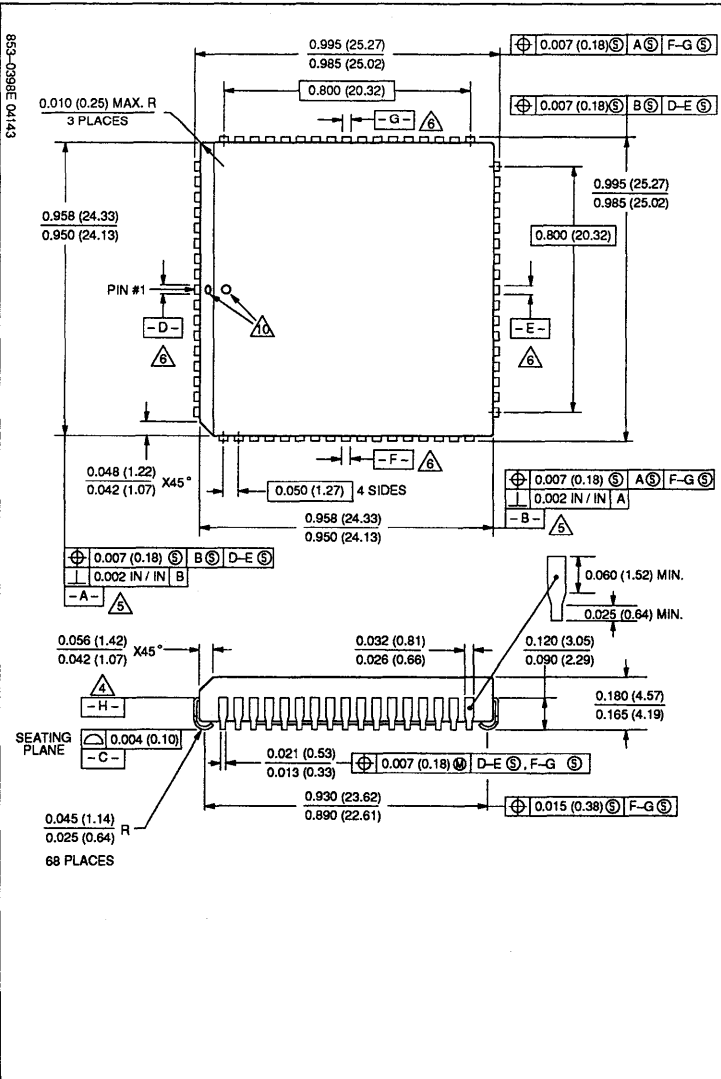 853-0398E 04143
0.995 (25.27)
0.985 (25.02)
⌖ 0.007 (0.18)Ⓢ AⓈ F–G Ⓢ
0.800 (20.32)
0.010 (0.25) MAX. R
3 PLACES
- G - 6
⌖ 0.007 (0.18)Ⓢ BⓈ D–E Ⓢ
0.995 (25.27)
0.985 (25.02)
0.958 (24.33)
0.950 (24.13)
0.800 (20.32)
PIN #1
- D -
10
- E -
6
6
- F - 6
0.048 (1.22)
0.042 (1.07) X45°
0.050 (1.27) 4 SIDES
⌖ 0.007 (0.18) Ⓢ AⓈ F–G Ⓢ
⊥ 0.002 IN / IN A
- B - 5
0.958 (24.33)
0.950 (24.13)
⌖ 0.007 (0.18) Ⓢ BⓈ D–E Ⓢ
⊥ 0.002 IN / IN B
- A - 5
0.060 (1.52) MIN.
0.025 (0.64) MIN.
0.056 (1.42)
0.042 (1.07) X45°
0.032 (0.81)
0.026 (0.66)
0.120 (3.05)
0.090 (2.29)
4
- H -
0.180 (4.57)
0.165 (4.19)
SEATING
PLANE
⌓ 0.004 (0.10)
- C -
0.021 (0.53)
0.013 (0.33)
⌖ 0.007 (0.18) Ⓜ D–E Ⓢ, F–G Ⓢ
0.930 (23.62)
0.890 (22.61)
⌖ 0.015 (0.38)Ⓢ F–GⓈ
0.045 (1.14)
0.025 (0.64) R
68 PLACES